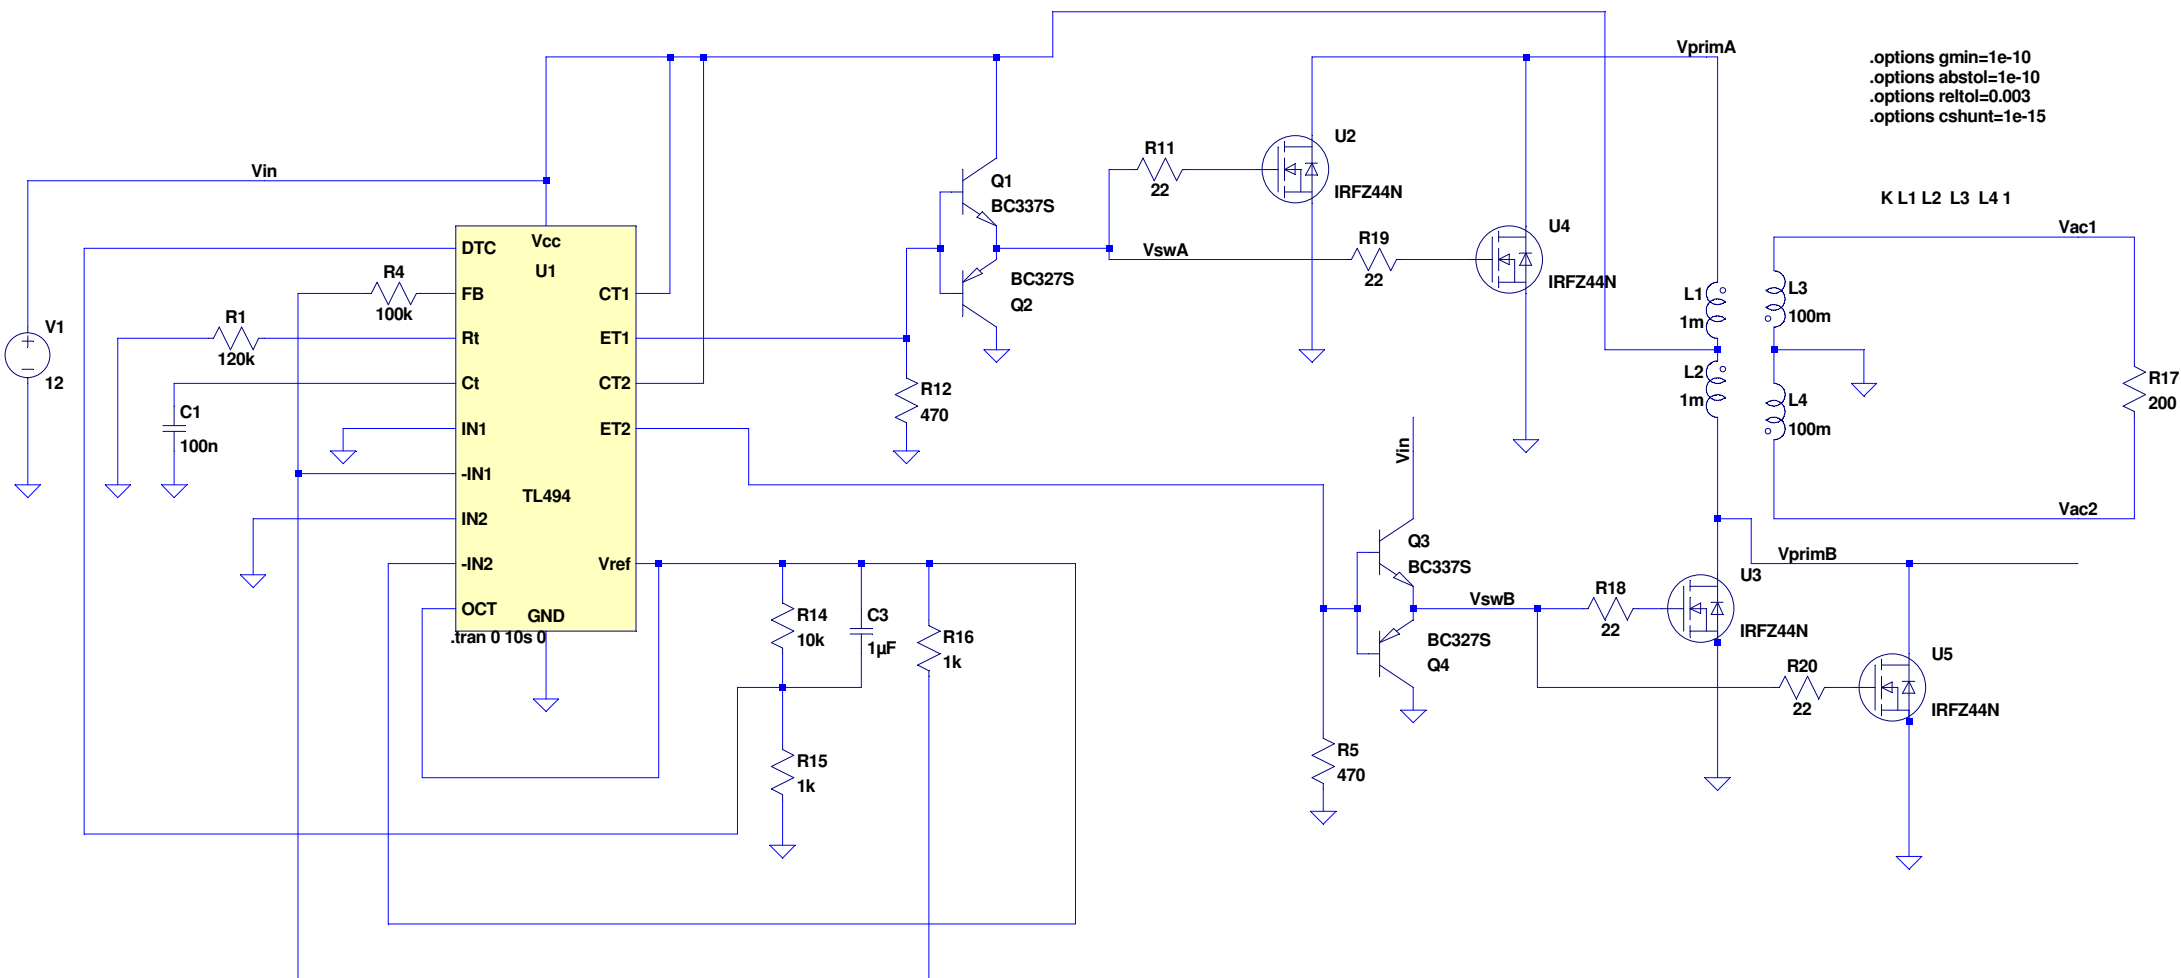 VprimA
.options gmin=1e-10
.options abstol=1e-10
.options reltol=0.003
.options cshunt=1e-15
Vin
R11
22
U2
IRFZ44N
Q1
BC337S
K L1 L2 L3 L4 1
DTC
Vcc
U1
VswA
R19
22
U4
IRFZ44N
Vac1
R4
100k
FB
CT1
BC327S
Q2
L1
1m
L3
100m
V1
12
R1
120k
Rt
ET1
Ct
CT2
R12
470
L2
1m
L4
100m
R17
200
C1
100n
IN1
ET2
Vin
-IN1
TL494
IN2
Vac2
-IN2
Vref
Q3
BC337S
VprimB
U3
OCT
GND
.tran 0 10s 0
R14
10k
C3
1µF
R16
1k
VswB
R18
22
IRFZ44N
BC327S
Q4
U5
R20
22
IRFZ44N
R15
1k
R5
470